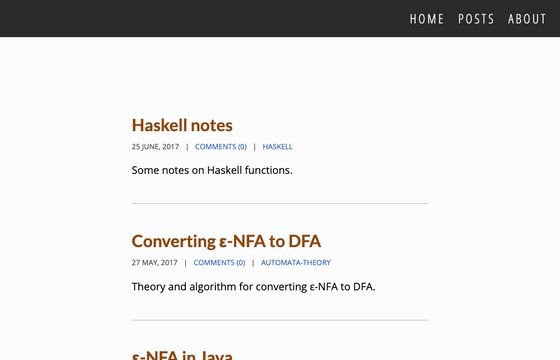 HOME POSTS ABOUT
Haskell notes
25 JUNE, 2017 | COMMENTS (0) | HASKELL
Some notes on Haskell functions.
Converting ε-NFA to DFA
27 MAY, 2017 | COMMENTS (0) | AUTOMATA-THEORY
Theory and algorithm for converting ε-NFA to DFA.
ε-NFA in Java